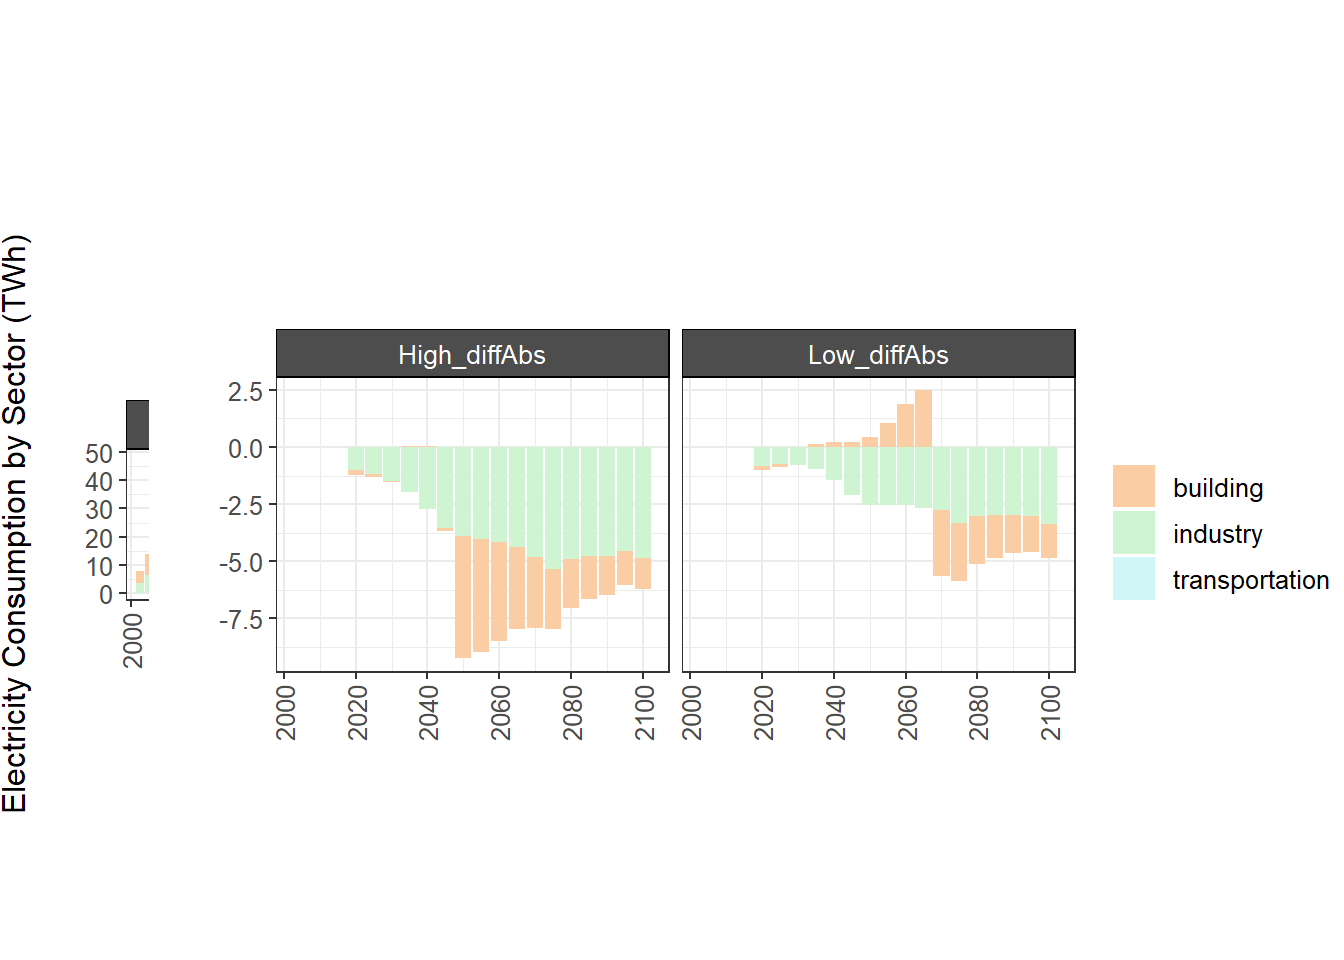 Electricity Consumption by Sector (TWh)
50
40
30
20
10
0
2000
High_diffAbs
Low_diffAbs
2.5
0.0
-2.5
-5.0
-7.5
2000 2020 2040 2060 2080 2100
2000 2020 2040 2060 2080 2100
building
industry
transportation